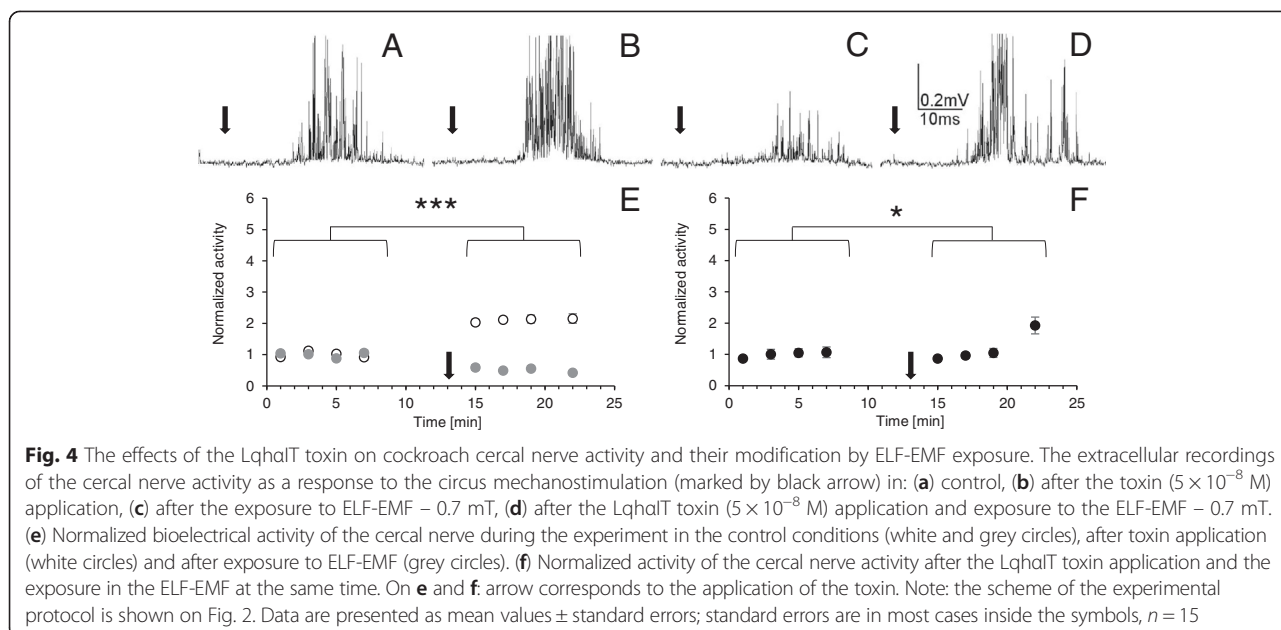 A B C D
0.2mV
10ms
*** E
6
5
4
3
2
1
0
Normalized activity
0 5 10 15 20 25
Time [min]
* F
6
5
4
3
2
1
0
Normalized activity
0 5 10 15 20 25
Time [min]
Fig. 4 The effects of the LqhαIT toxin on cockroach cercal nerve activity and their modification by ELF-EMF exposure. The extracellular recordings
of the cercal nerve activity as a response to the circus mechanostimulation (marked by black arrow) in: (a) control, (b) after the toxin (5 × 10⁻⁸ M)
application, (c) after the exposure to ELF-EMF – 0.7 mT, (d) after the LqhαIT toxin (5 × 10⁻⁸ M) application and exposure to the ELF-EMF – 0.7 mT.
(e) Normalized bioelectrical activity of the cercal nerve during the experiment in the control conditions (white and grey circles), after toxin application
(white circles) and after exposure to ELF-EMF (grey circles). (f) Normalized activity of the cercal nerve activity after the LqhαIT toxin application and the
exposure in the ELF-EMF at the same time. On e and f: arrow corresponds to the application of the toxin. Note: the scheme of the experimental
protocol is shown on Fig. 2. Data are presented as mean values ± standard errors; standard errors are in most cases inside the symbols, n = 15